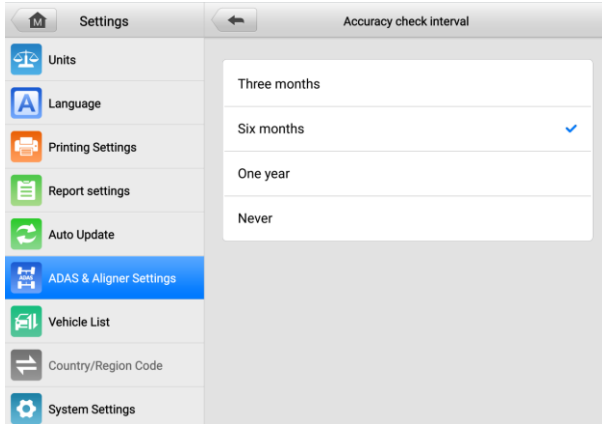 Settings
Accuracy check interval
Units
Language
Printing Settings
Report settings
Auto Update
ADAS & Aligner Settings
Vehicle List
Country/Region Code
System Settings
Three months
Six months
One year
Never
M
A
ADAS